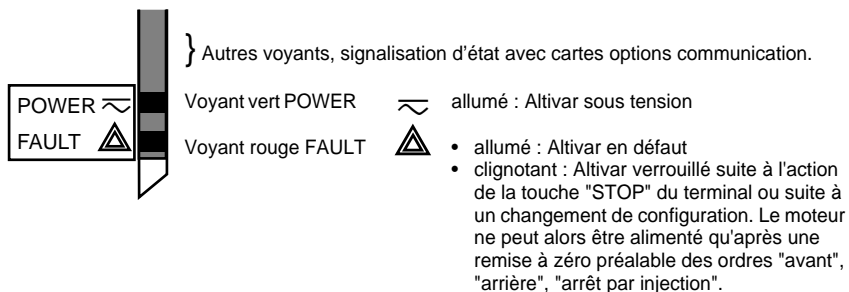 } Autres voyants, signalisation d'état avec cartes options communication.
POWER
FAULT
Voyant vert POWER
allumé : Altivar sous tension
Voyant rouge FAULT
• allumé : Altivar en défaut
• clignotant : Altivar verrouillé suite à l'action
de la touche "STOP" du terminal ou suite à
un changement de configuration. Le moteur
ne peut alors être alimenté qu'après une
remise à zéro préalable des ordres "avant",
"arrière", "arrêt par injection".